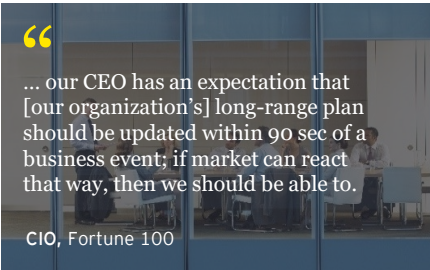 “
... our CEO has an expectation that
[our organization’s] long-range plan
should be updated within 90 sec of a
business event; if market can react
that way, then we should be able to.
CIO, Fortune 100